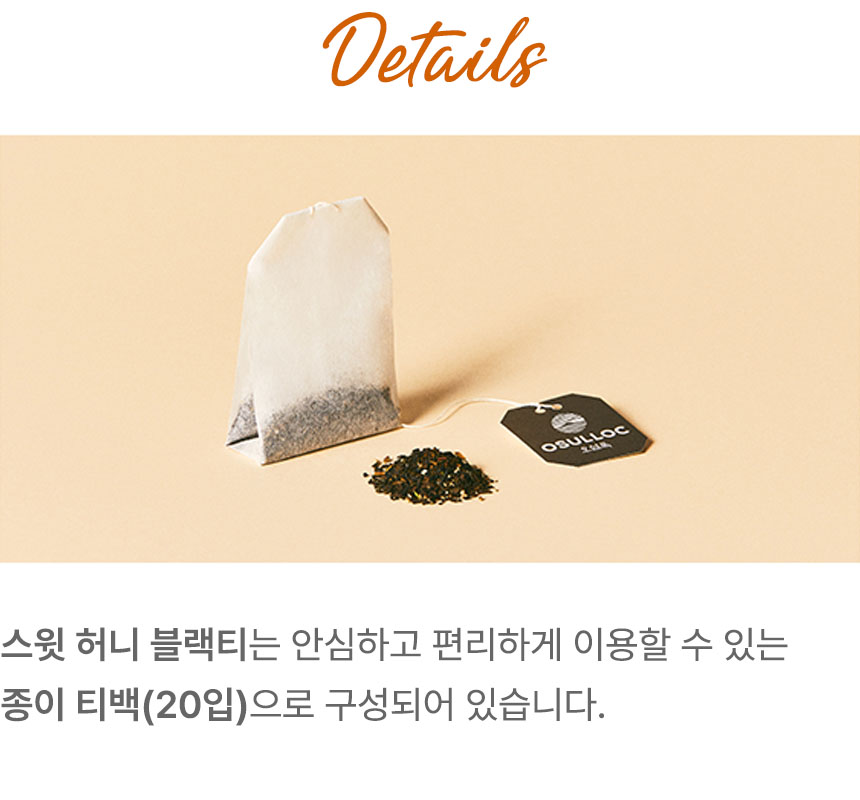 Details
OSULLOC
오설록
스윗 허니 블랙티는 안심하고 편리하게 이용할 수 있는
종이 티백(20입)으로 구성되어 있습니다.